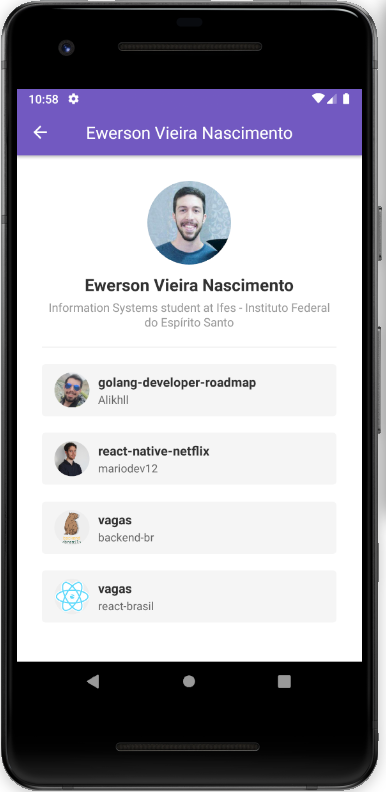 10:58
Ewerson Vieira Nascimento
Ewerson Vieira Nascimento
Information Systems student at Ifes - Instituto Federal
do Espírito Santo
golang-developer-roadmap
Alikhll
react-native-netflix
mariodev12
vagas
backend-br
vagas
react-brasil